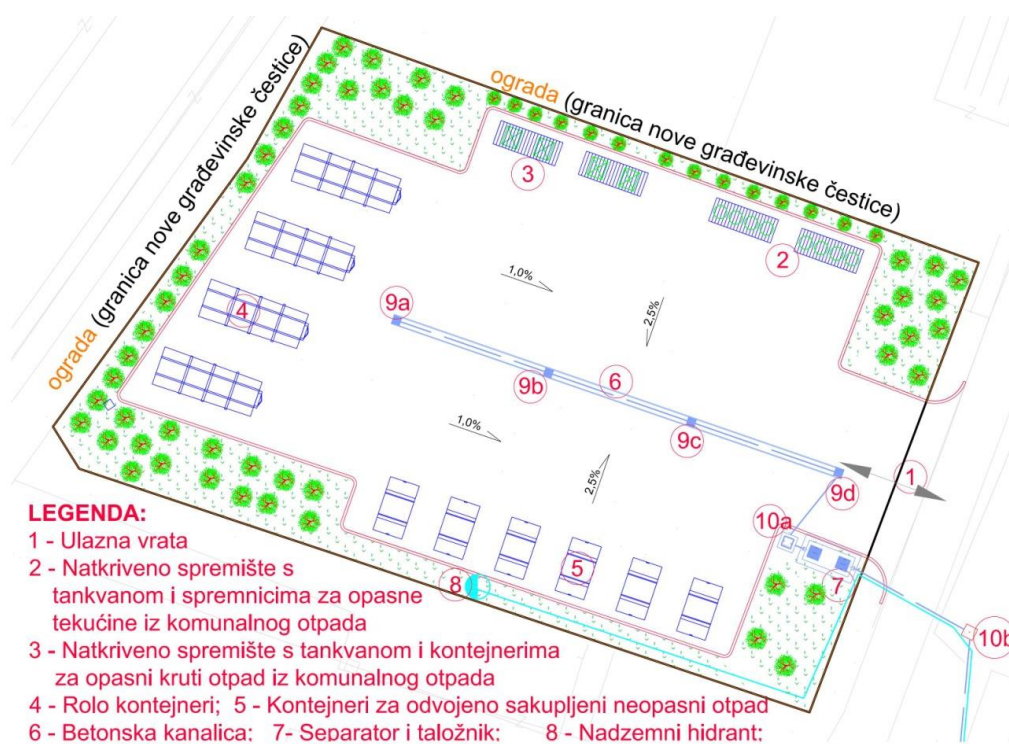 ograda (granica nove građevinske čestice)
ograda (granica nove građevinske čestice)
3
2
1,0%
2,5%
4
9a
9b
6
9c
1,0%
2,5%
9d
1
10a
7
10b
5
8
LEGENDA:
1 - Ulazna vrata
2 - Natkriveno spremište s
tankvanom i spremnicima za opasne
tekućine iz komunalnog otpada
3 - Natkriveno spremište s tankvanom i kontejnerima
za opasni kruti otpad iz komunalnog otpada
4 - Rolo kontejneri; 5 - Kontejneri za odvojeno sakupljeni neopasni otpad
6 - Betonska kanalica; 7- Separator i taložnik; 8 - Nadzemni hidrant;